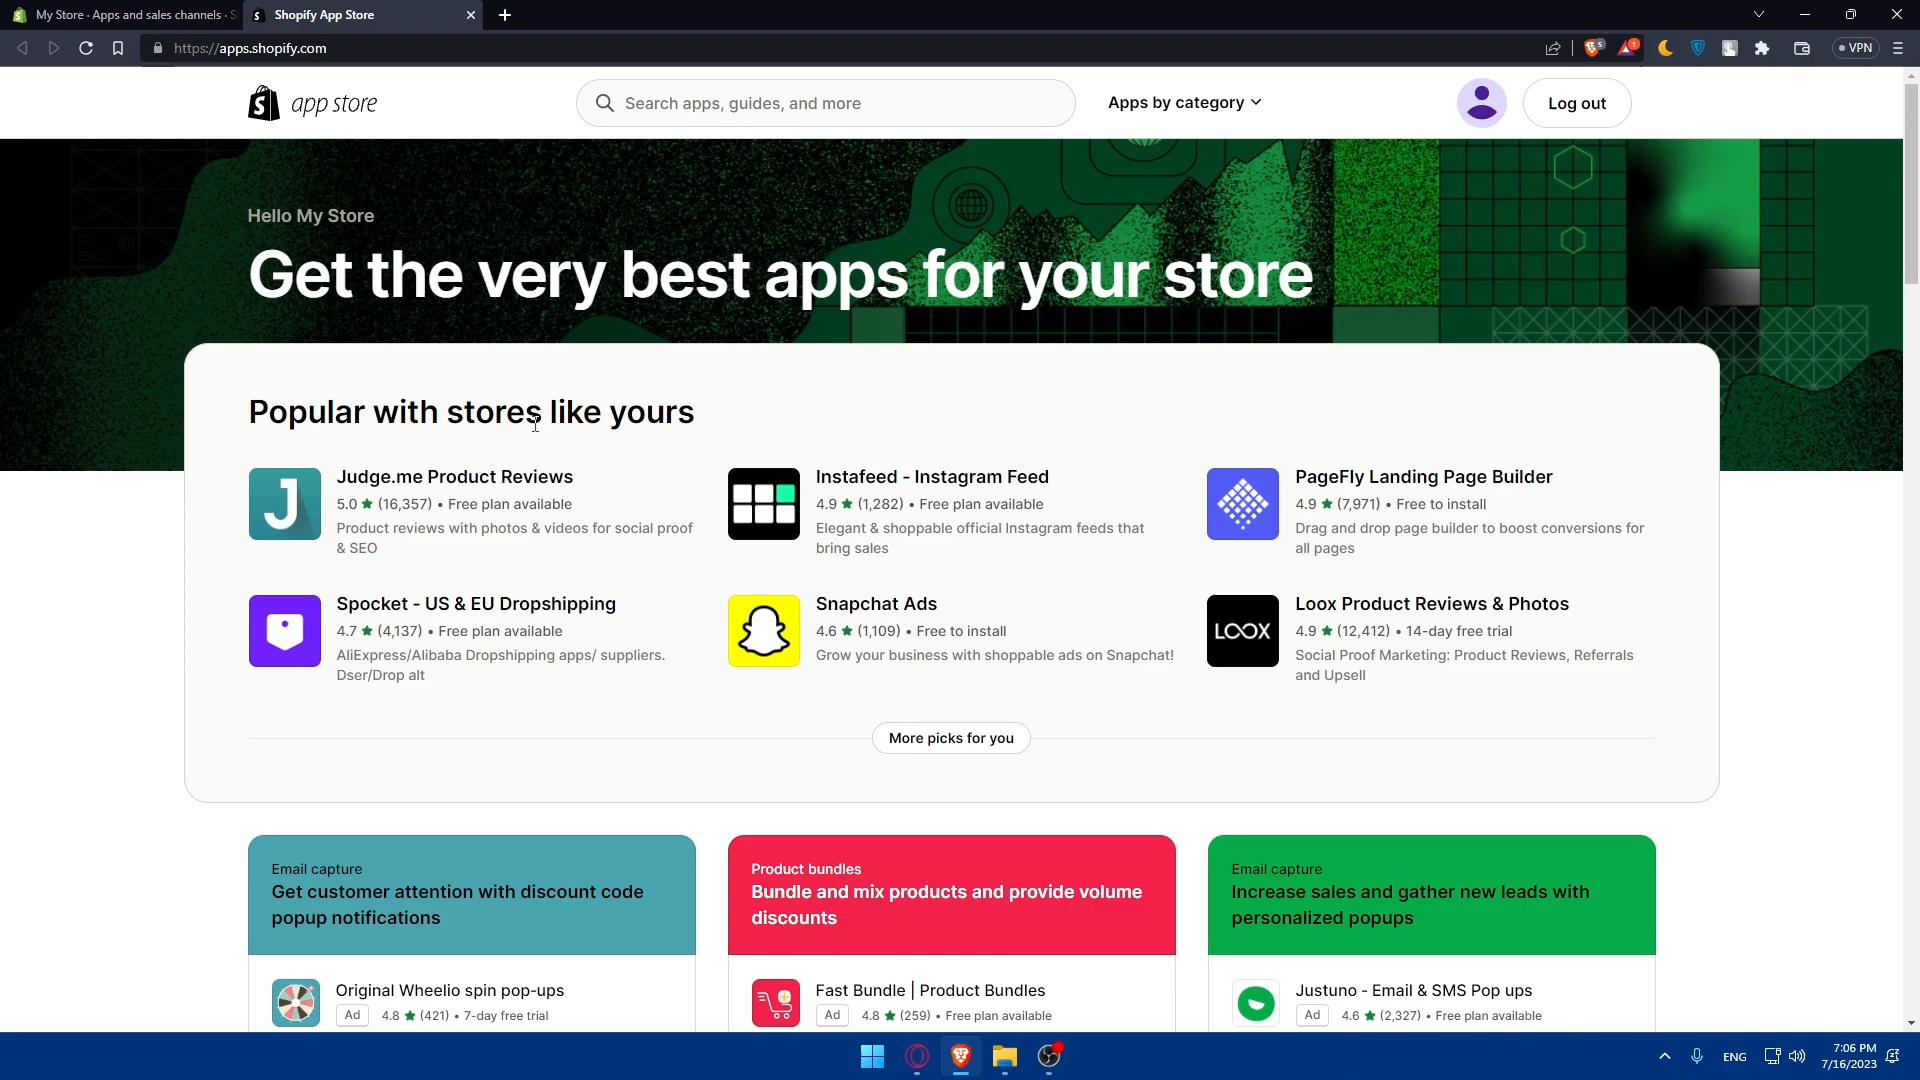 My Store · Apps and sales channels · S
Shopify App Store
https://apps.shopify.com
5
1
VPN
app store
Search apps, guides, and more
Apps by category
Log out
Hello My Store
Get the very best apps for your store
Popular with stores like yours
Judge.me Product Reviews
5.0 ★ (16,357) • Free plan available
Product reviews with photos & videos for social proof
& SEO
Instafeed - Instagram Feed
4.9 ★ (1,282) • Free plan available
Elegant & shoppable official Instagram feeds that
bring sales
PageFly Landing Page Builder
4.9 ★ (7,971) • Free to install
Drag and drop page builder to boost conversions for
all pages
Spocket - US & EU Dropshipping
4.7 ★ (4,137) • Free plan available
AliExpress/Alibaba Dropshipping apps/ suppliers.
Dser/Drop alt
Snapchat Ads
4.6 ★ (1,109) • Free to install
Grow your business with shoppable ads on Snapchat!
LOOX
Loox Product Reviews & Photos
4.9 ★ (12,412) • 14-day free trial
Social Proof Marketing: Product Reviews, Referrals
and Upsell
More picks for you
Email capture
Get customer attention with discount code
popup notifications
Original Wheelio spin pop-ups
Ad 4.8 ★ (421) • 7-day free trial
Product bundles
Bundle and mix products and provide volume
discounts
Fast Bundle | Product Bundles
Ad 4.8 ★ (259) • Free plan available
Email capture
Increase sales and gather new leads with
personalized popups
Justuno - Email & SMS Pop ups
Ad 4.6 ★ (2,327) • Free plan available
ENG
7:06 PM
7/16/2023